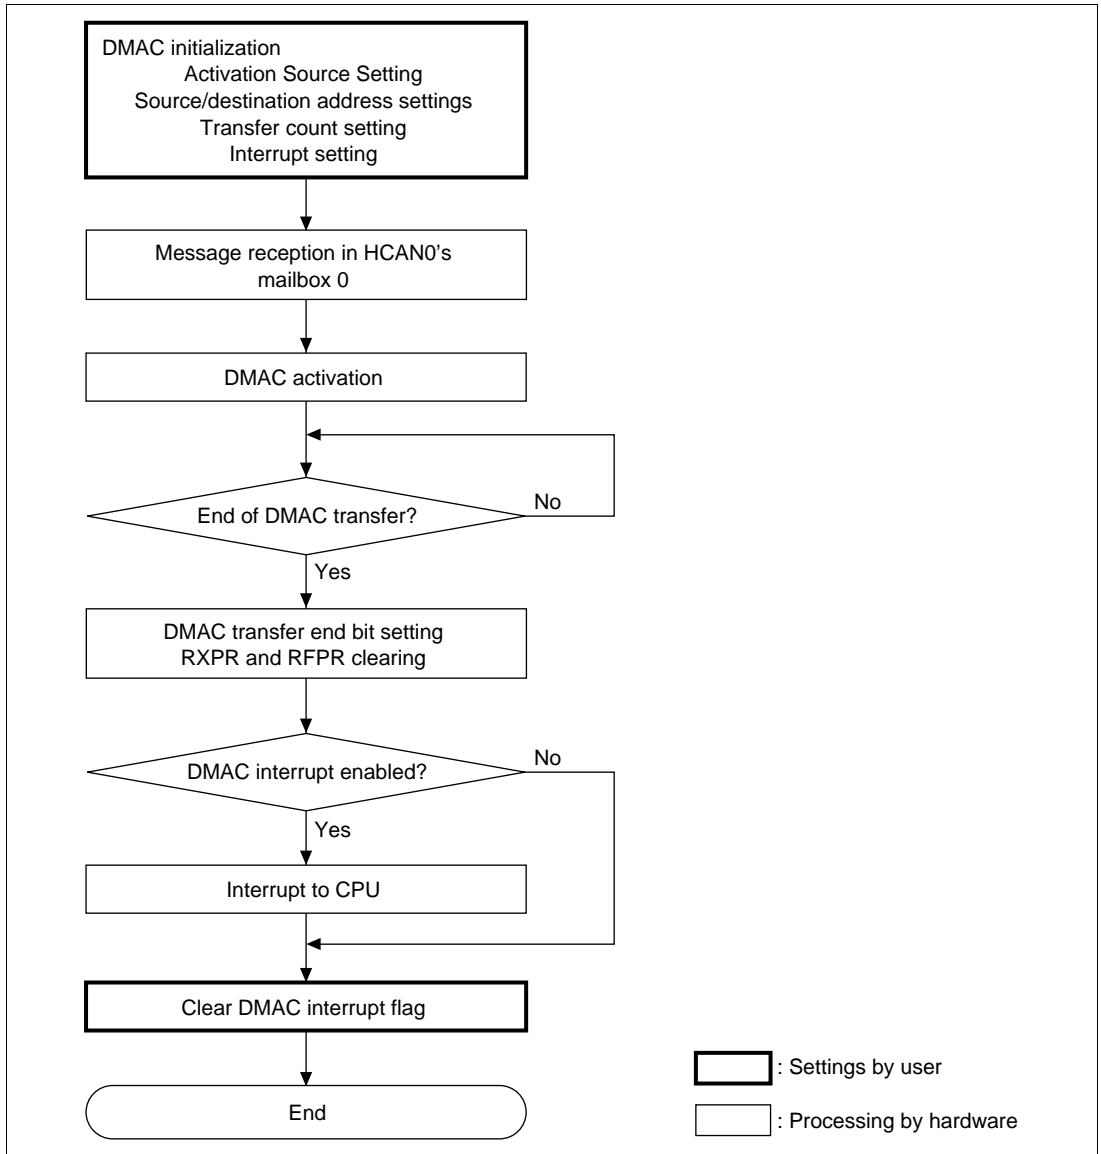 DMAC initialization
Activation Source Setting
Source/destination address settings
Transfer count setting
Interrupt setting
Message reception in HCAN0's
mailbox 0
DMAC activation
End of DMAC transfer?
No
Yes
DMAC transfer end bit setting
RXPR and RFPR clearing
DMAC interrupt enabled?
No
Yes
Interrupt to CPU
Clear DMAC interrupt flag
End
: Settings by user
: Processing by hardware